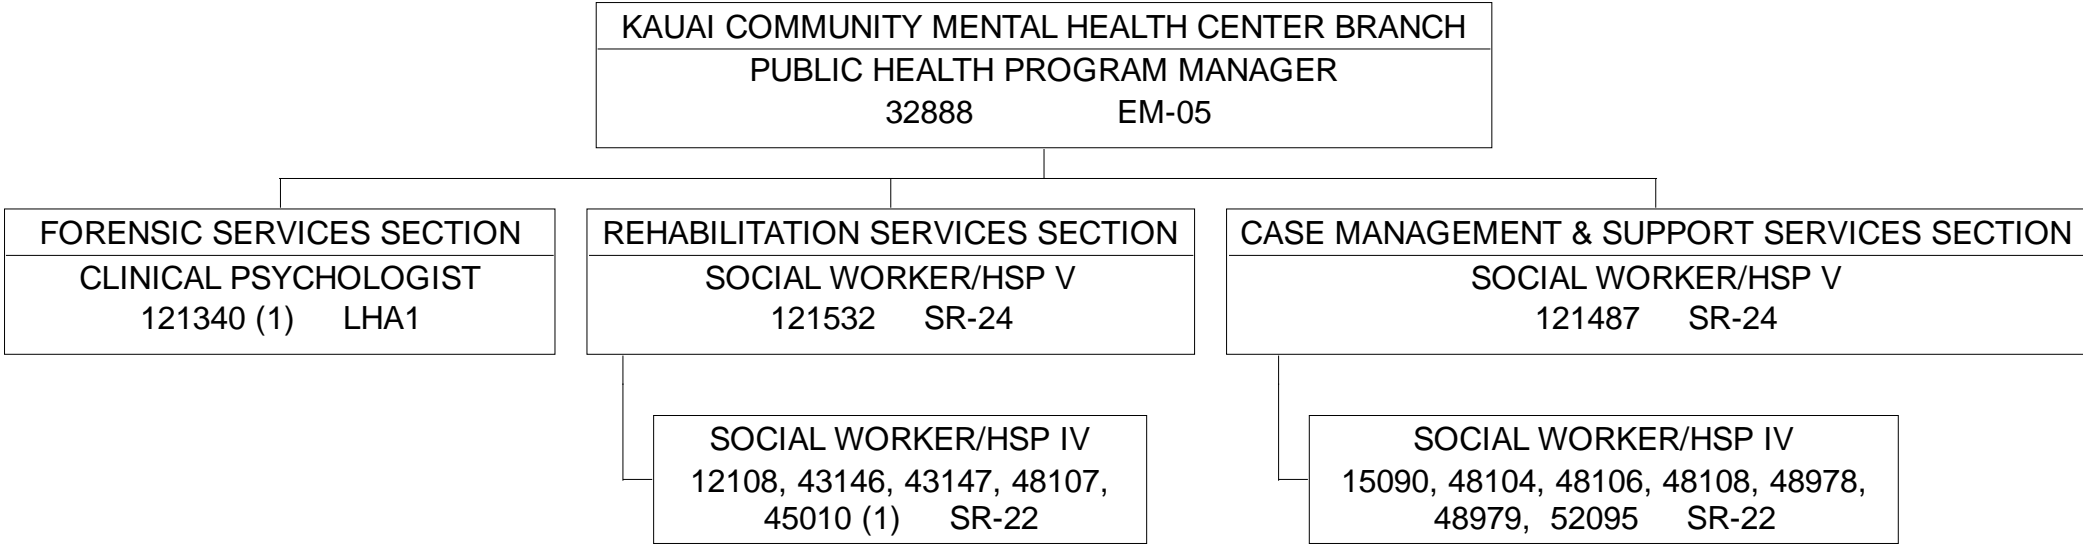 KAUAI COMMUNITY MENTAL HEALTH CENTER BRANCH
PUBLIC HEALTH PROGRAM MANAGER
32888 EM-05
FORENSIC SERVICES SECTION
CLINICAL PSYCHOLOGIST
121340 (1) LHA1
REHABILITATION SERVICES SECTION
SOCIAL WORKER/HSP V
121532 SR-24
CASE MANAGEMENT & SUPPORT SERVICES SECTION
SOCIAL WORKER/HSP V
121487 SR-24
SOCIAL WORKER/HSP IV
12108, 43146, 43147, 48107,
45010 (1) SR-22
SOCIAL WORKER/HSP IV
15090, 48104, 48106, 48108, 48978,
48979, 52095 SR-22